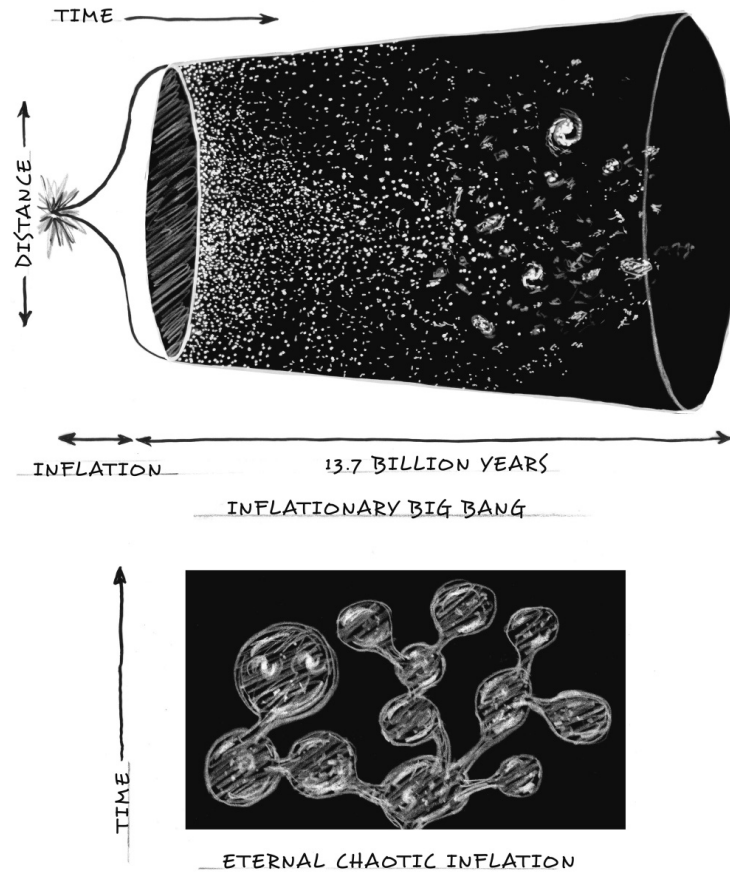 TIME
DISTANCE
INFLATION
13.7 BILLION YEARS
INFLATIONARY BIG BANG
TIME
ETERNAL CHAOTIC INFLATION